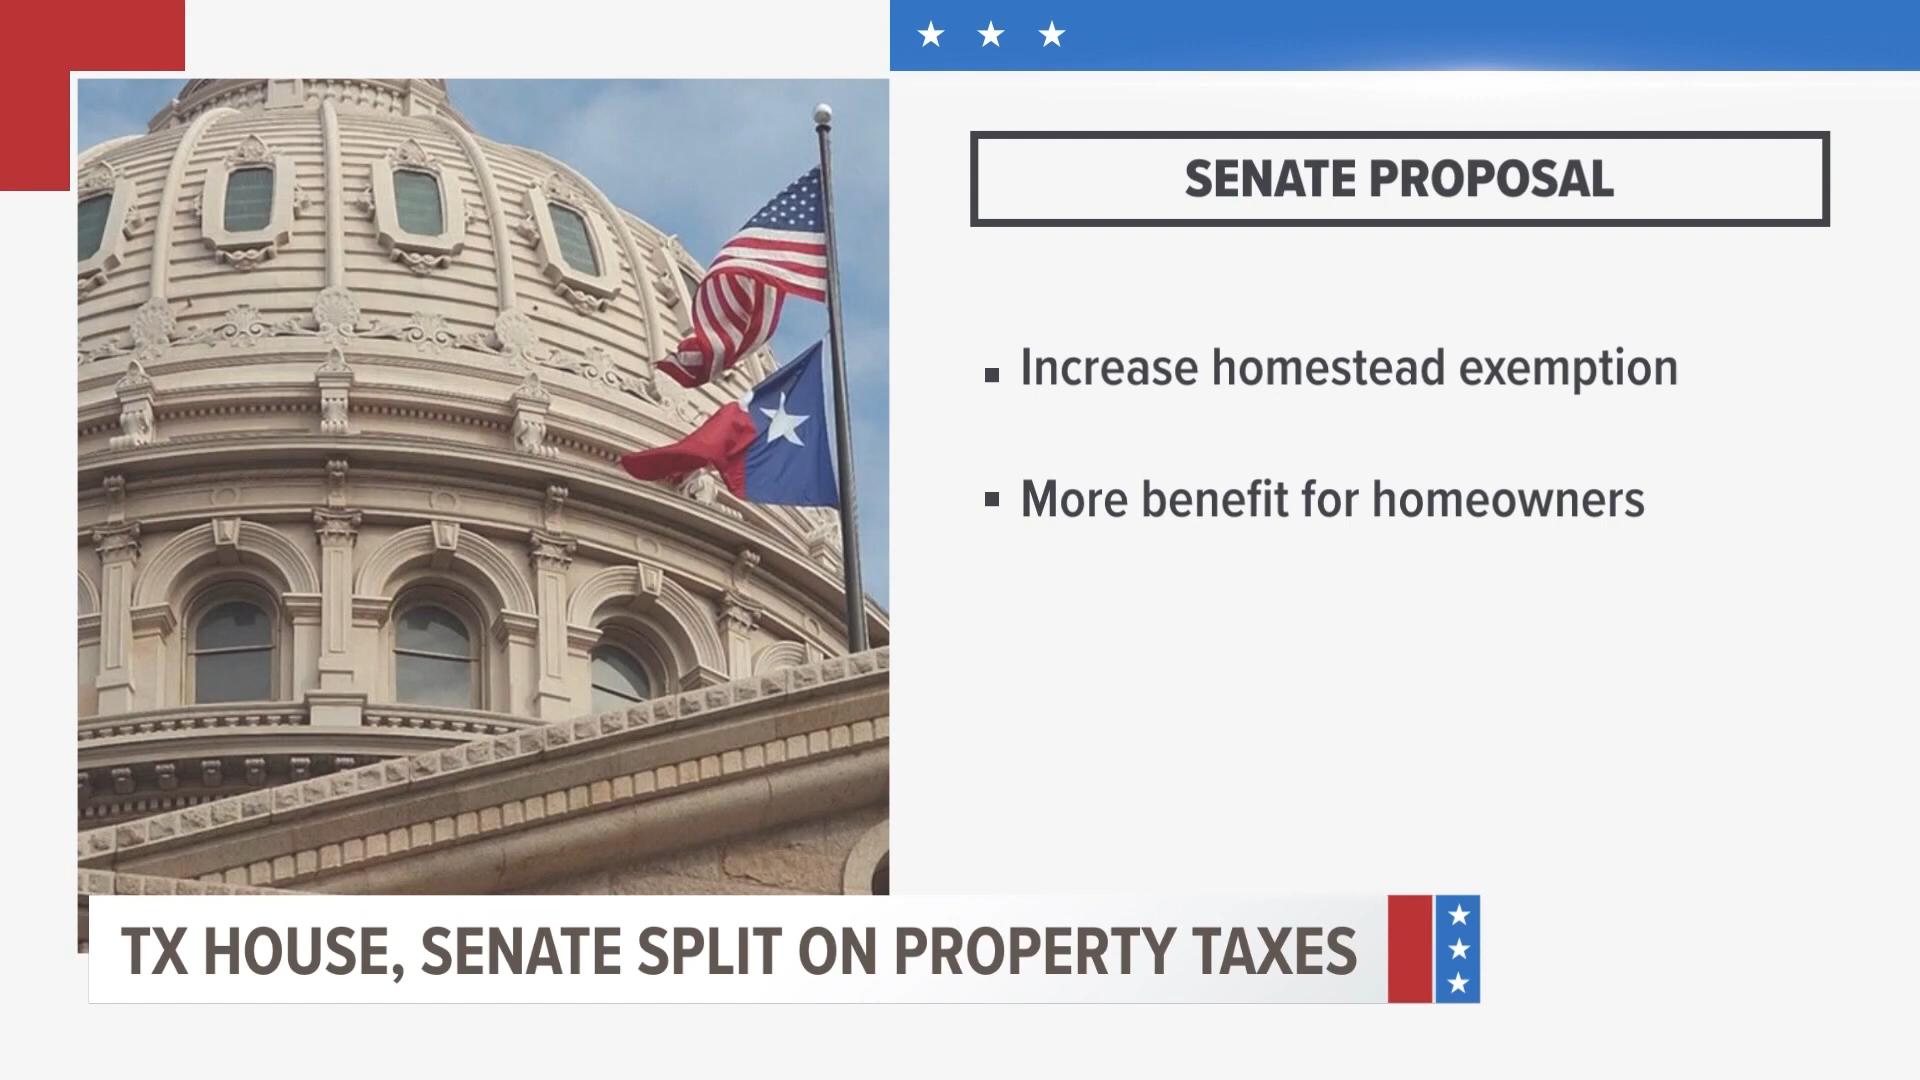 SENATE PROPOSAL
▪ Increase homestead exemption
▪ More benefit for homeowners
TX HOUSE, SENATE SPLIT ON PROPERTY TAXES